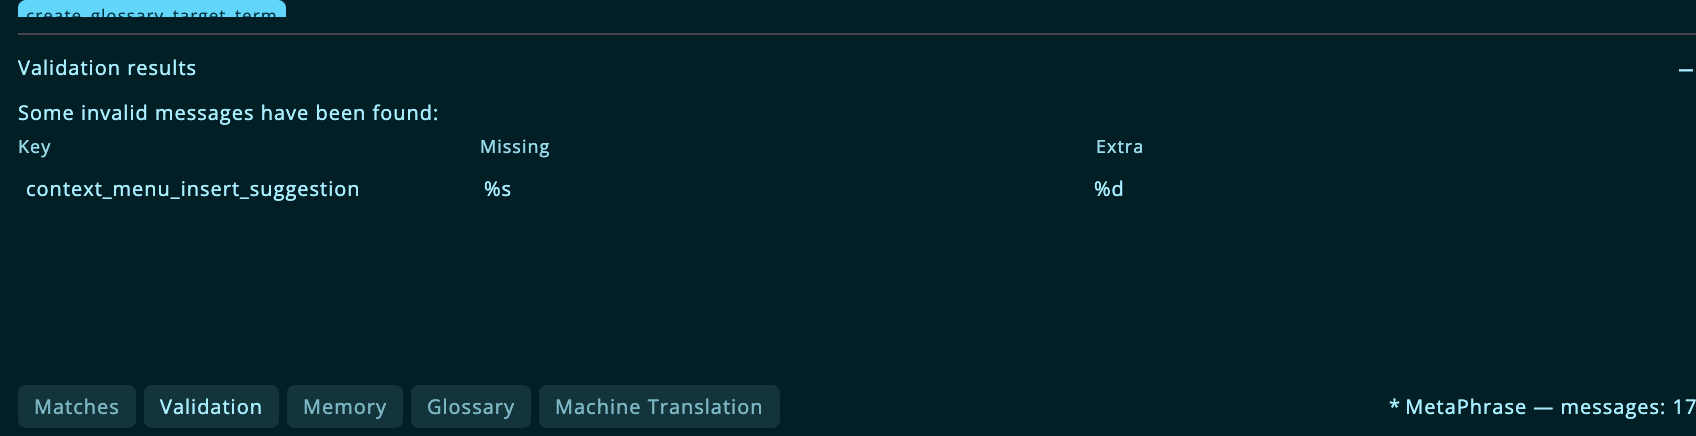 create_glossary_target_term
Validation results
Some invalid messages have been found:
Key Missing Extra
context_menu_insert_suggestion %s %d
Matches Validation Memory Glossary Machine Translation * MetaPhrase — messages: 17